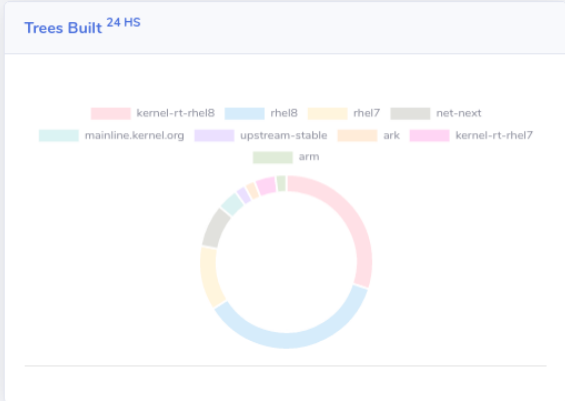 Trees Built 24 HS
kernel-rt-rhel8 rhel8 rhel7 net-next
mainline.kernel.org upstream-stable ark kernel-rt-rhel7
arm